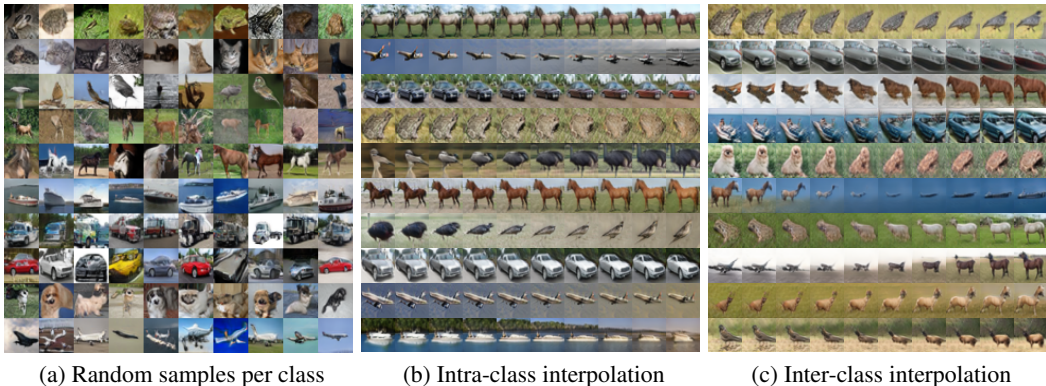 (a) Random samples per class
(b) Intra-class interpolation
(c) Inter-class interpolation